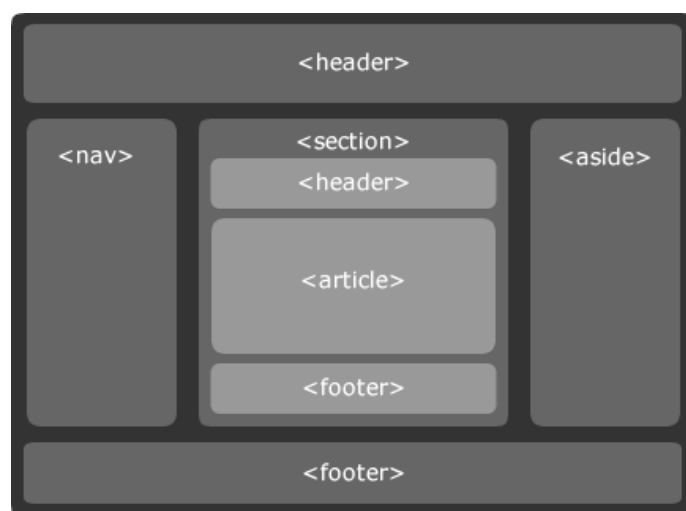 <header>
<nav>
<section>
<header>
<article>
<footer>
<aside>
<footer>